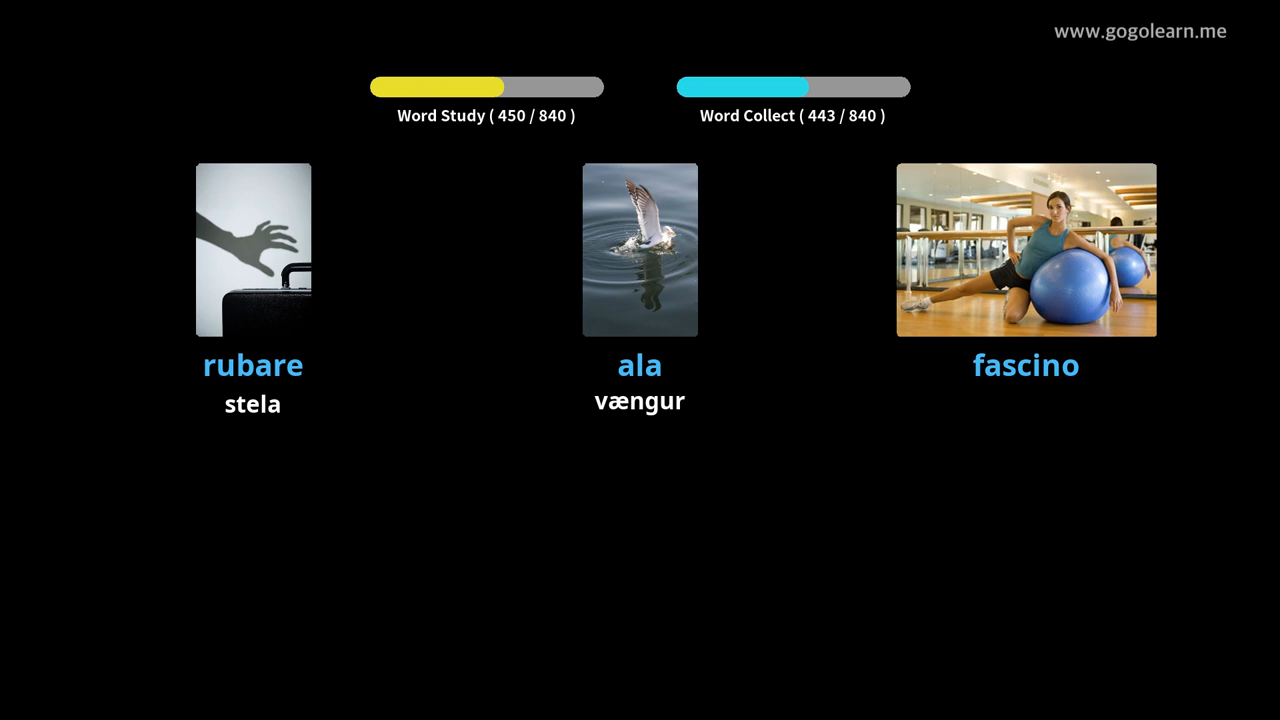 www.gogolearn.me
Word Study ( 450 / 840 )
Word Collect ( 443 / 840 )
rubare
stela
ala
vængur
fascino